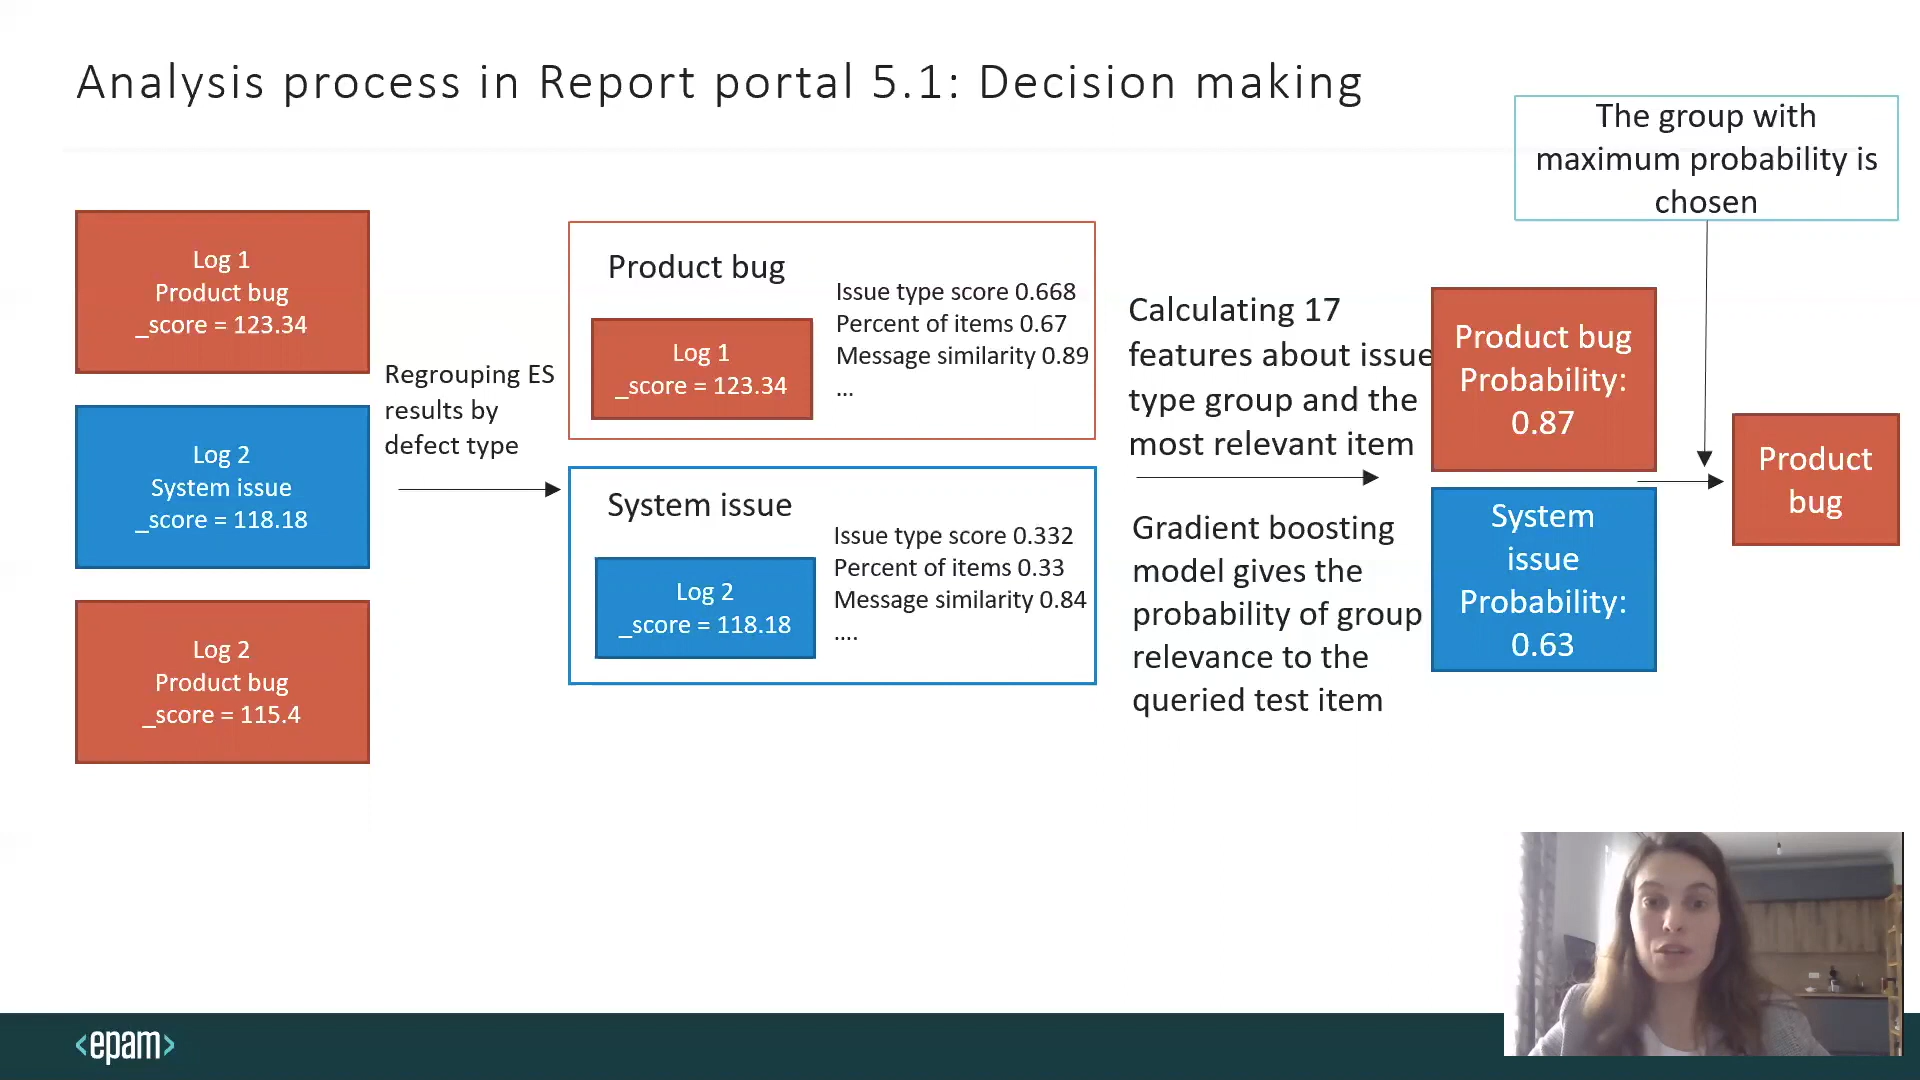 Analysis process in Report portal 5.1: Decision making
The group with
maximum probability is
chosen
Log 1
Product bug
_score = 123.34
Log 2
System issue
_score = 118.18
Log 2
Product bug
_score = 115.4
Regrouping ES
results by
defect type
Product bug
Log 1
_score = 123.34
Issue type score 0.668
Percent of items 0.67
Message similarity 0.89
...
System issue
Log 2
_score = 118.18
Issue type score 0.332
Percent of items 0.33
Message similarity 0.84
....
Calculating 17
features about issue
type group and the
most relevant item
Gradient boosting
model gives the
probability of group
relevance to the
queried test item
Product bug
Probability:
0.87
System
issue
Probability:
0.63
Product
bug
<epam>